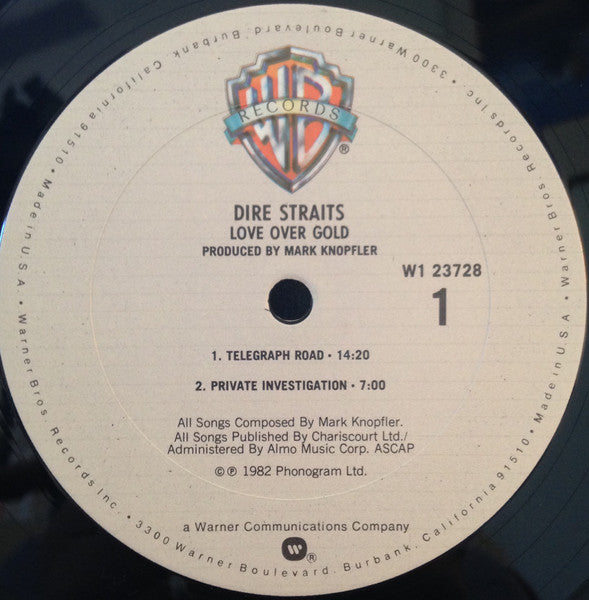 WB
RECORDS
®
DIRE STRAITS
LOVE OVER GOLD
PRODUCED BY MARK KNOPFLER
W1 23728
1
1. TELEGRAPH ROAD • 14:20
2. PRIVATE INVESTIGATION • 7:00
All Songs Composed By Mark Knopfler.
All Songs Published By Chariscourt Ltd./
Administered By Almo Music Corp. ASCAP
©℗ 1982 Phonogram Ltd.
a Warner Communications Company
W ®
Warner Bros. Records Inc. • 3300 Warner Boulevard, Burbank, California 91510 • Made in U.S.A. •
Warner Bros. Records Inc. • 3300 Warner Boulevard, Burbank, California 91510 • Made in U.S.A. •